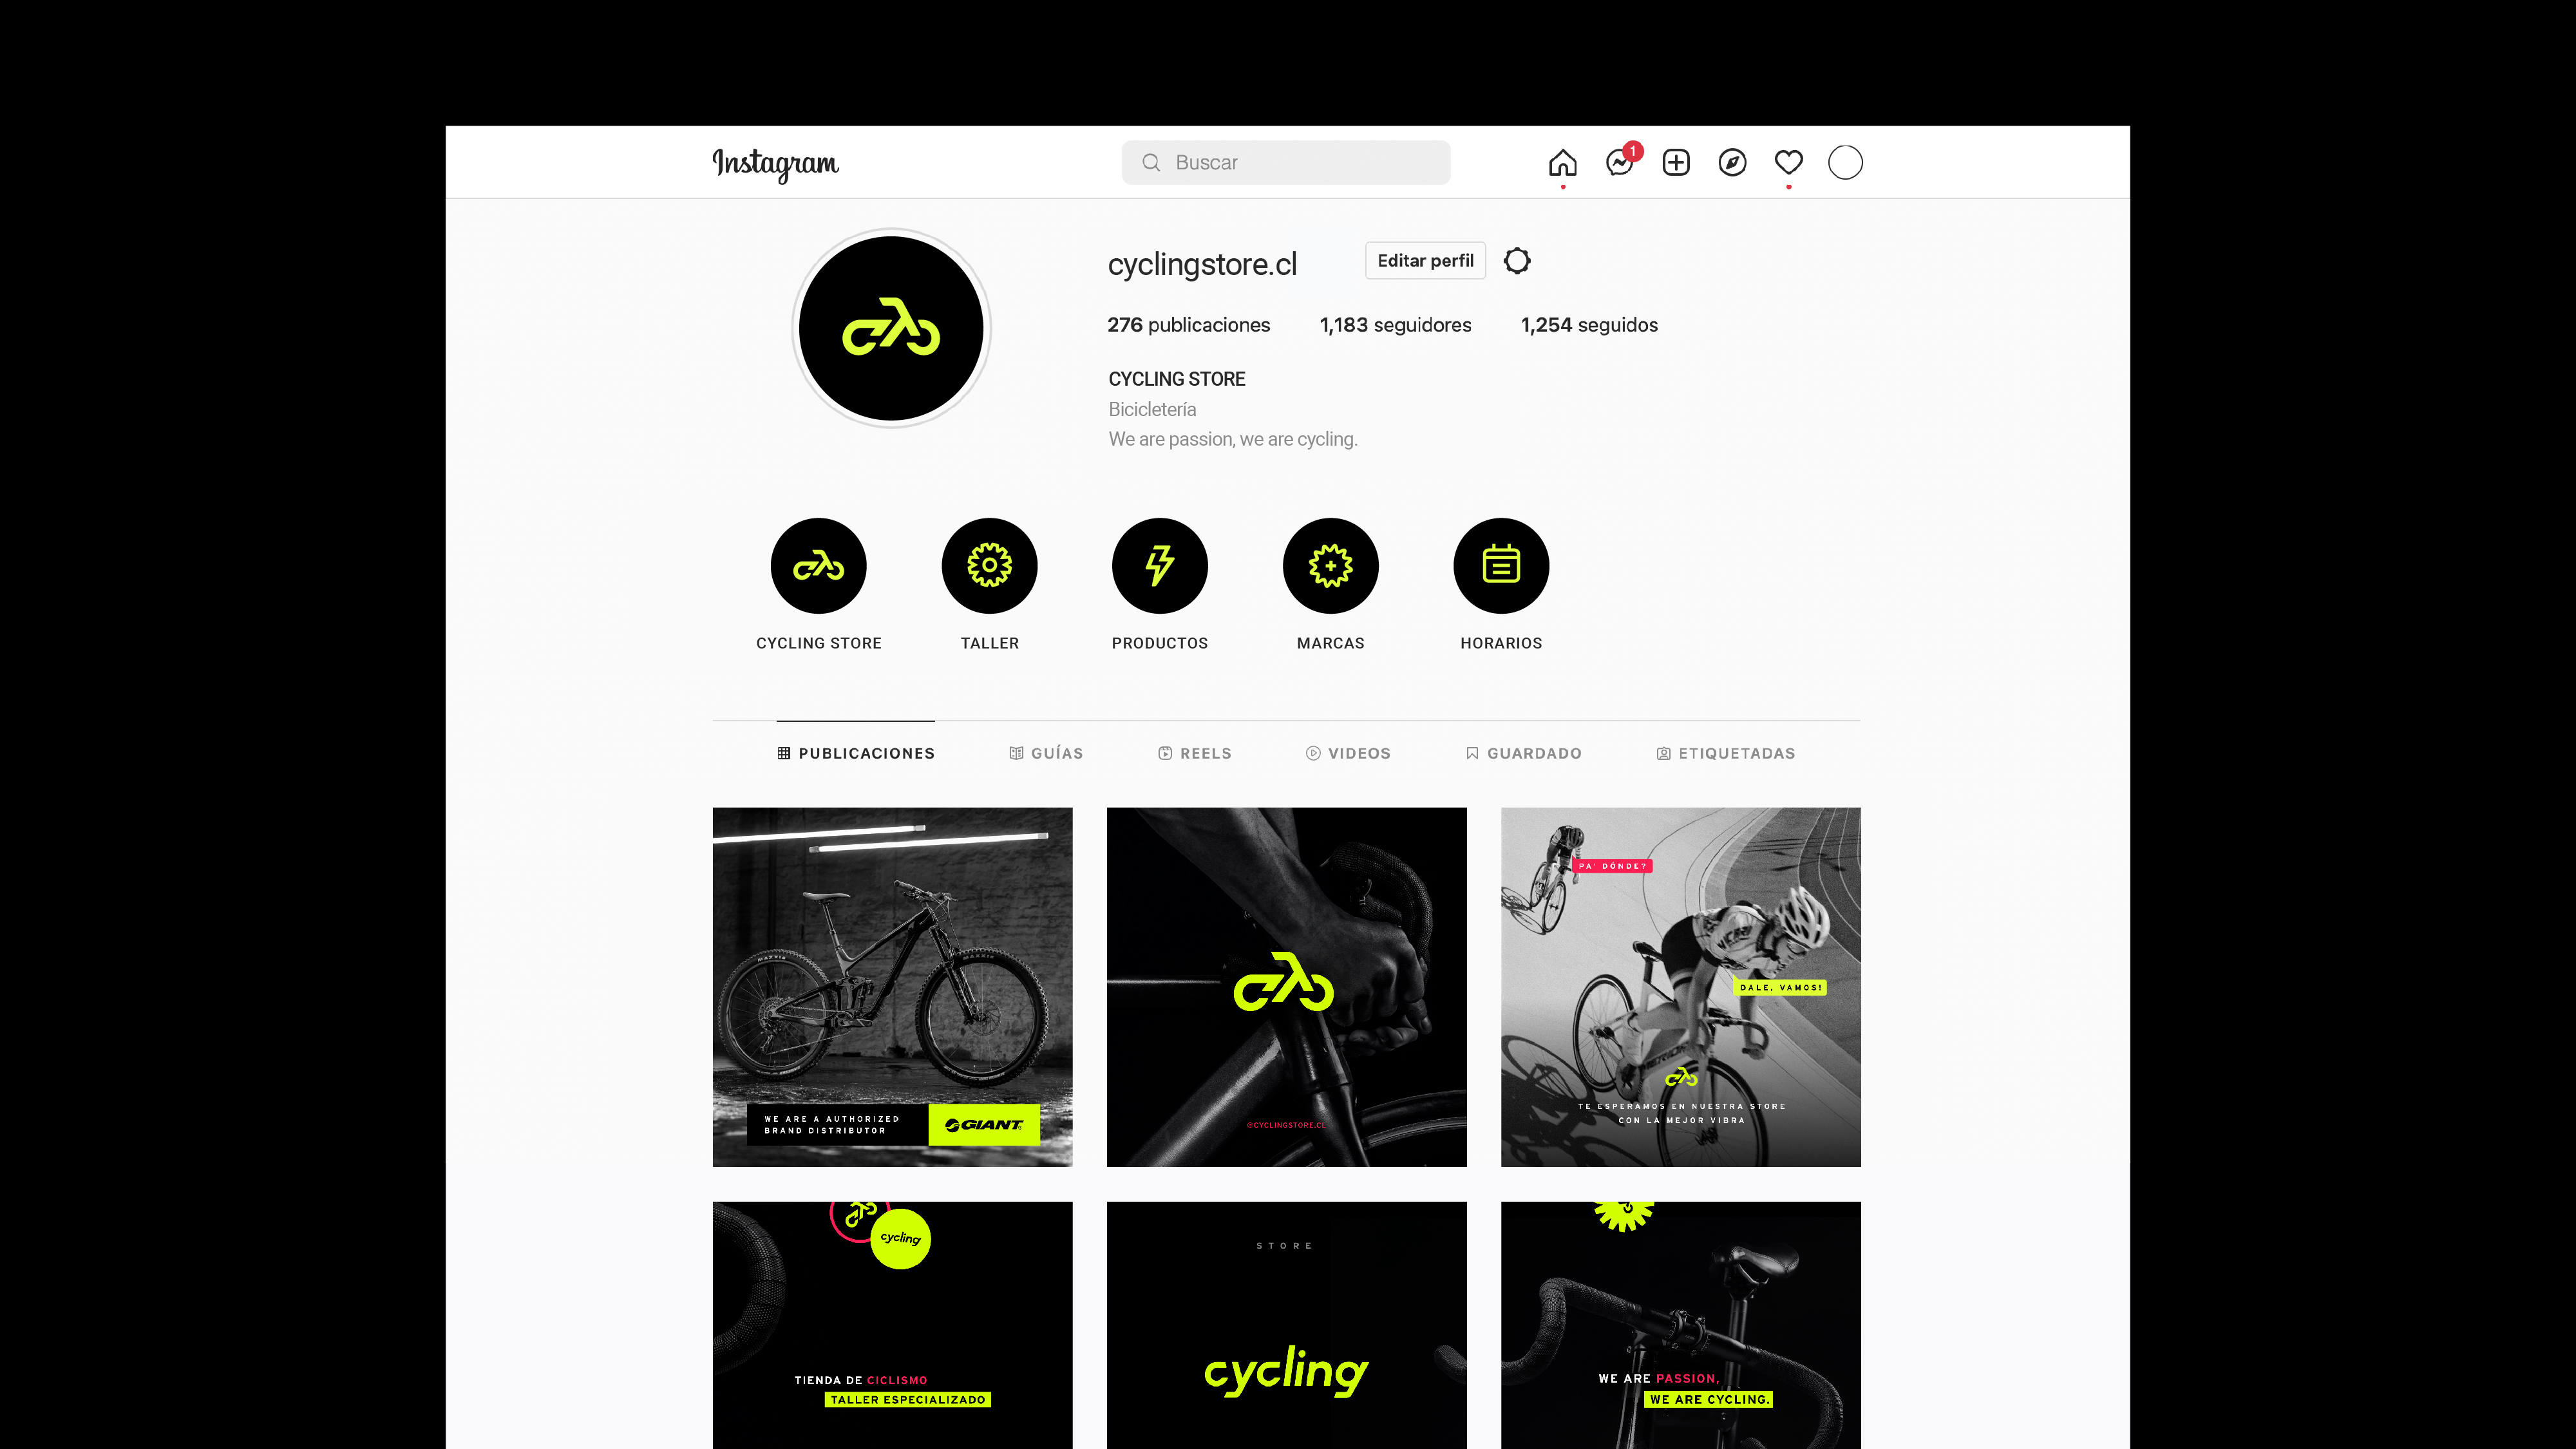 Instagram
Buscar
1
cyclingstore.cl
Editar perfil
276 publicaciones
1,183 seguidores
1,254 seguidos
CYCLING STORE
Bicicletería
We are passion, we are cycling.
CYCLING STORE
TALLER
PRODUCTOS
MARCAS
HORARIOS
PUBLICACIONES
GUÍAS
REELS
VIDEOS
GUARDADO
ETIQUETADAS
MAXXIS
MAXXIS
WE ARE A AUTHORIZED
BRAND DISTRIBUTOR
GIANT
@CYCLINGSTORE.CL
PA' DÓNDE?
DALE, VAMOS!
TE ESPERAMOS EN NUESTRA STORE
CON LA MEJOR VIBRA
cycling
TIENDA DE CICLISMO
TALLER ESPECIALIZADO
STORE
cycling
WE ARE PASSION,
WE ARE CYCLING.